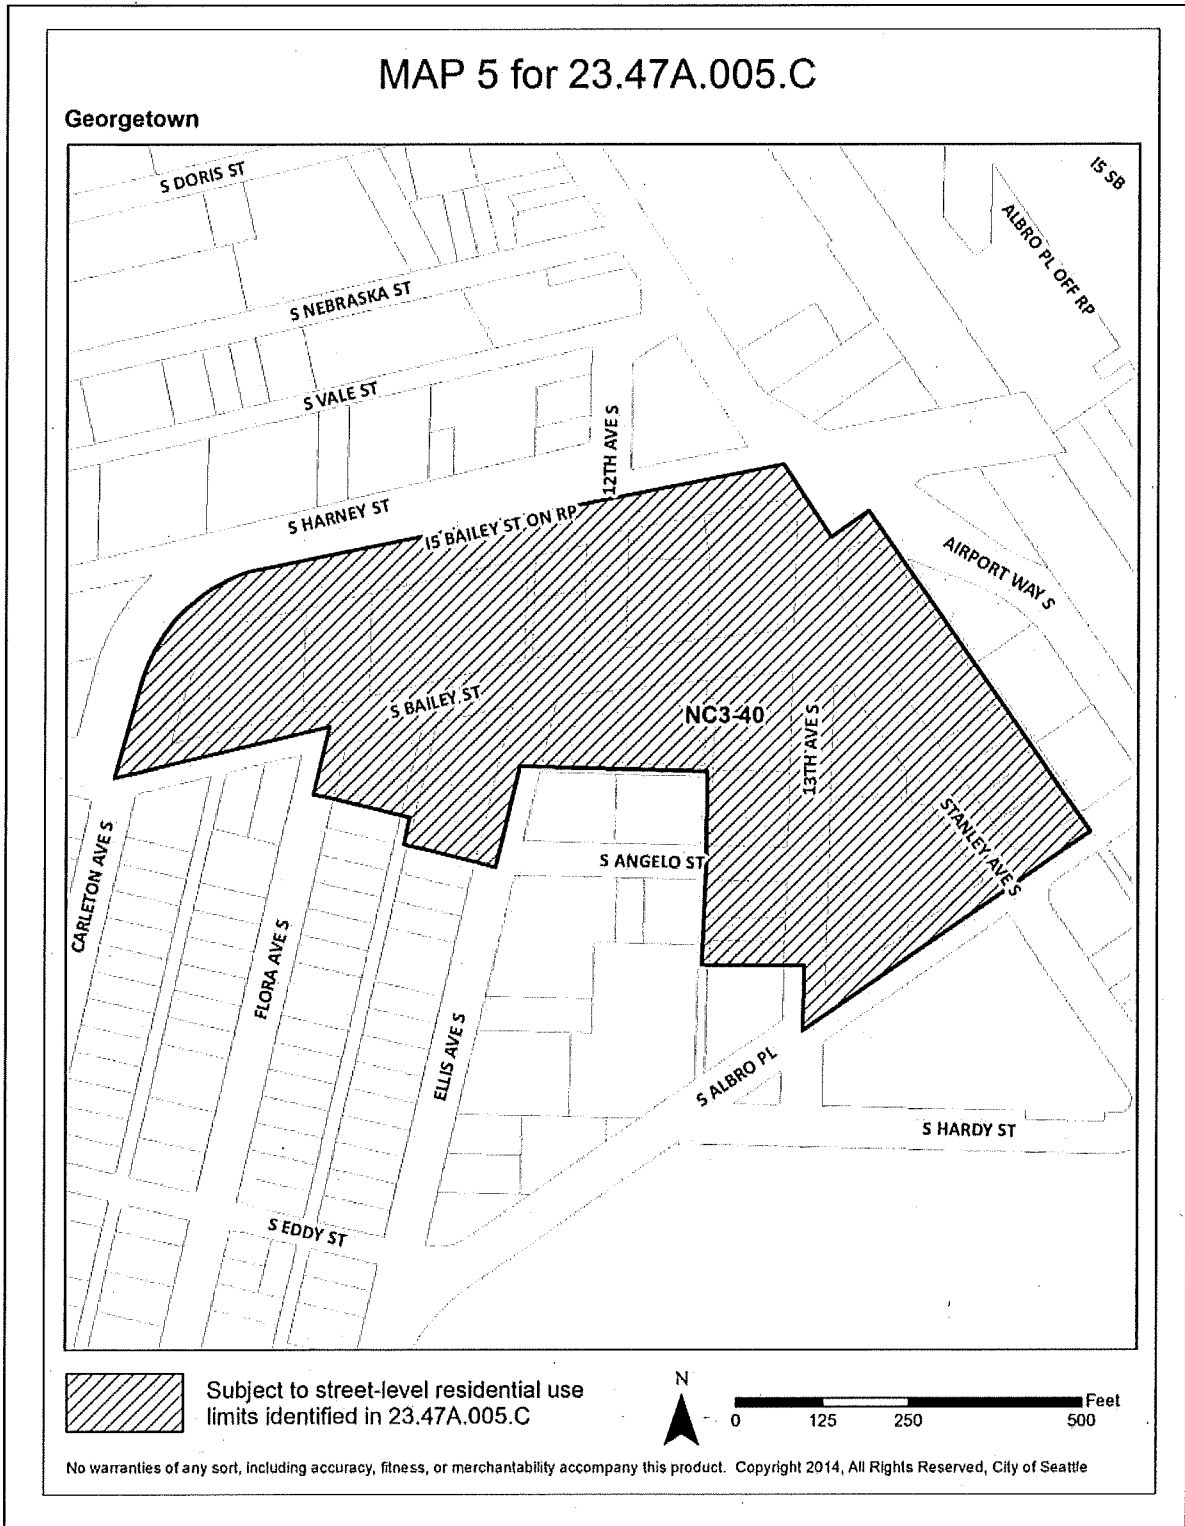 MAP 5 for 23.47A.005.C
Georgetown
S DORIS ST
I5 SB
ALBRO PL OFF RP
S NEBRASKA ST
S VALE ST
12TH AVE S
S HARNEY ST
I5 BAILEY ST ON RP
AIRPORT WAY S
S BAILEY ST
NC3-40
13TH AVE S
STANLEY AVE S
S ANGELO ST
CARLETON AVE S
FLORA AVE S
ELLIS AVE S
S ALBRO PL
S HARDY ST
S EDDY ST
Subject to street-level residential use
limits identified in 23.47A.005.C
N
Feet
0 125 250 500
No warranties of any sort, including accuracy, fitness, or merchantability accompany this product. Copyright 2014, All Rights Reserved, City of Seattle